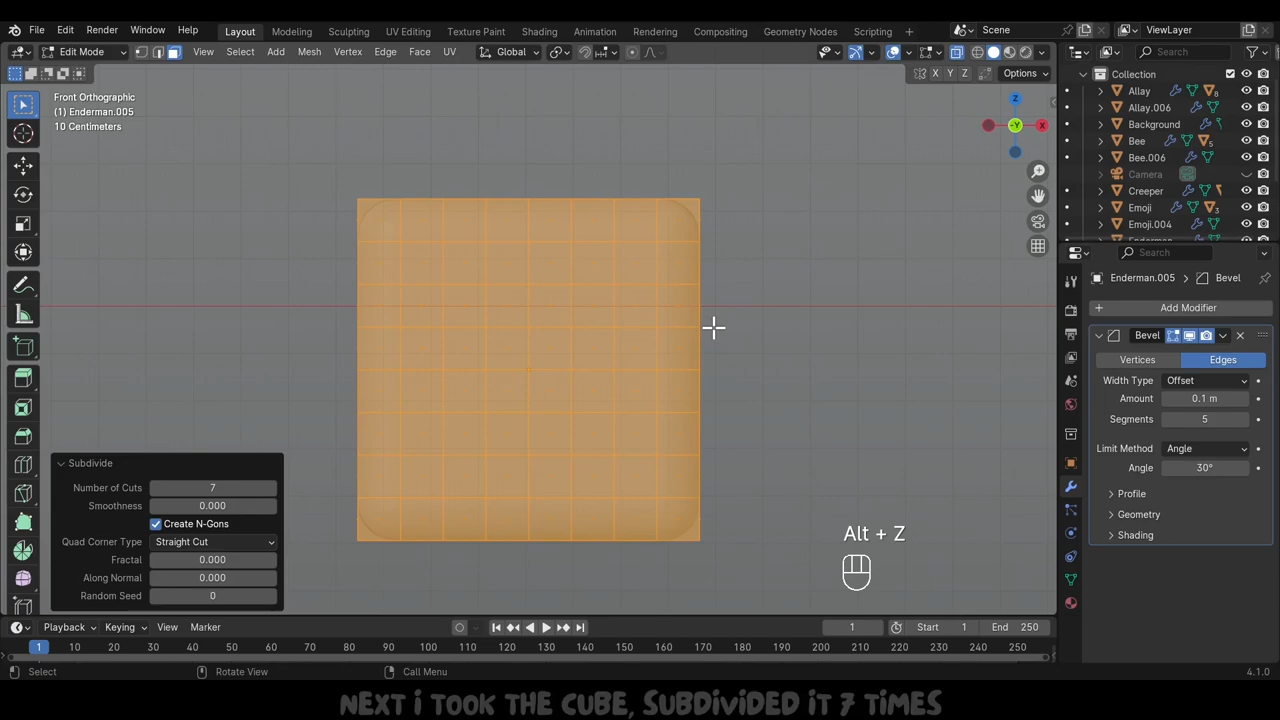 File Edit Render Window Help Layout Modeling Sculpting UV Editing Texture Paint Shading Animation Rendering Compositing Geometry Nodes Scripting + Scene ViewLayer
Edit Mode View Select Add Mesh Vertex Edge Face UV Global Search
X Y Z Options
Front Orthographic
(1) Enderman.005
10 Centimeters
Z
-Y
X
Collection
Allay 8
Allay.006
Background
Bee 5
Bee.006
Camera
Creeper
Emoji 3
Emoji.004
Search
Enderman.005 > Bevel
+ Add Modifier
Bevel
Vertices Edges
Width Type Offset
Amount 0.1 m
Segments 5
Limit Method Angle
Angle 30°
Profile
Geometry
Shading
Subdivide
Number of Cuts 7
Smoothness 0.000
Create N-Gons
Quad Corner Type Straight Cut
Fractal 0.000
Along Normal 0.000
Random Seed 0
Alt + Z
Playback Keying View Marker 1 Start 1 End 250
1 10 20 30 40 50 60 70 80 90 100 110 120 130 140 150 160 170 180 190 200 210 220 230 240 250
Select Rotate View Call Menu 4.1.0
NEXT i TOOK THE CUBE, SUBDIVIDED iT 7 TIMES